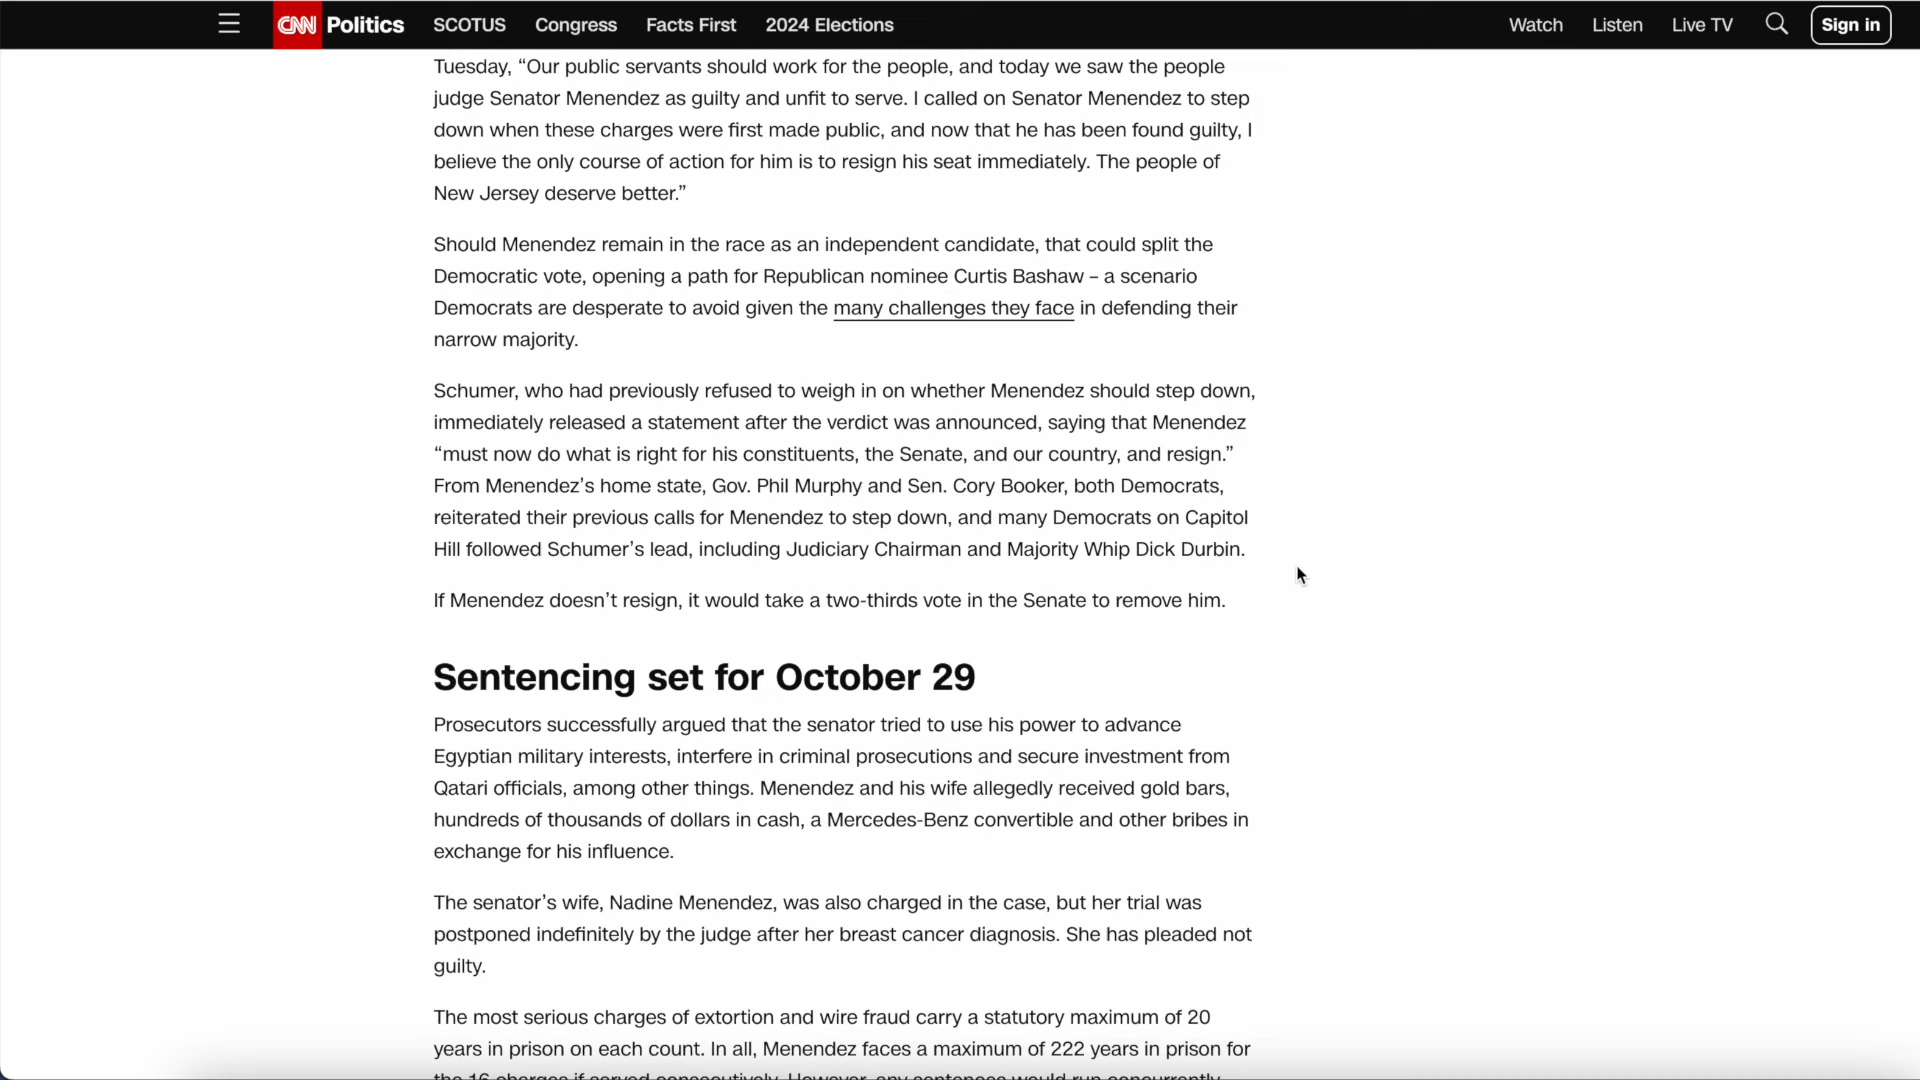 CNN Politics SCOTUS Congress Facts First 2024 Elections Watch Listen Live TV Sign in
Tuesday, “Our public servants should work for the people, and today we saw the people
judge Senator Menendez as guilty and unfit to serve. I called on Senator Menendez to step
down when these charges were first made public, and now that he has been found guilty, I
believe the only course of action for him is to resign his seat immediately. The people of
New Jersey deserve better.”
Should Menendez remain in the race as an independent candidate, that could split the
Democratic vote, opening a path for Republican nominee Curtis Bashaw – a scenario
Democrats are desperate to avoid given the many challenges they face in defending their
narrow majority.
Schumer, who had previously refused to weigh in on whether Menendez should step down,
immediately released a statement after the verdict was announced, saying that Menendez
“must now do what is right for his constituents, the Senate, and our country, and resign.”
From Menendez’s home state, Gov. Phil Murphy and Sen. Cory Booker, both Democrats,
reiterated their previous calls for Menendez to step down, and many Democrats on Capitol
Hill followed Schumer’s lead, including Judiciary Chairman and Majority Whip Dick Durbin.
If Menendez doesn’t resign, it would take a two-thirds vote in the Senate to remove him.
Sentencing set for October 29
Prosecutors successfully argued that the senator tried to use his power to advance
Egyptian military interests, interfere in criminal prosecutions and secure investment from
Qatari officials, among other things. Menendez and his wife allegedly received gold bars,
hundreds of thousands of dollars in cash, a Mercedes-Benz convertible and other bribes in
exchange for his influence.
The senator’s wife, Nadine Menendez, was also charged in the case, but her trial was
postponed indefinitely by the judge after her breast cancer diagnosis. She has pleaded not
guilty.
The most serious charges of extortion and wire fraud carry a statutory maximum of 20
years in prison on each count. In all, Menendez faces a maximum of 222 years in prison for
the 16 charges if served consecutively. However, any sentences would run concurrently